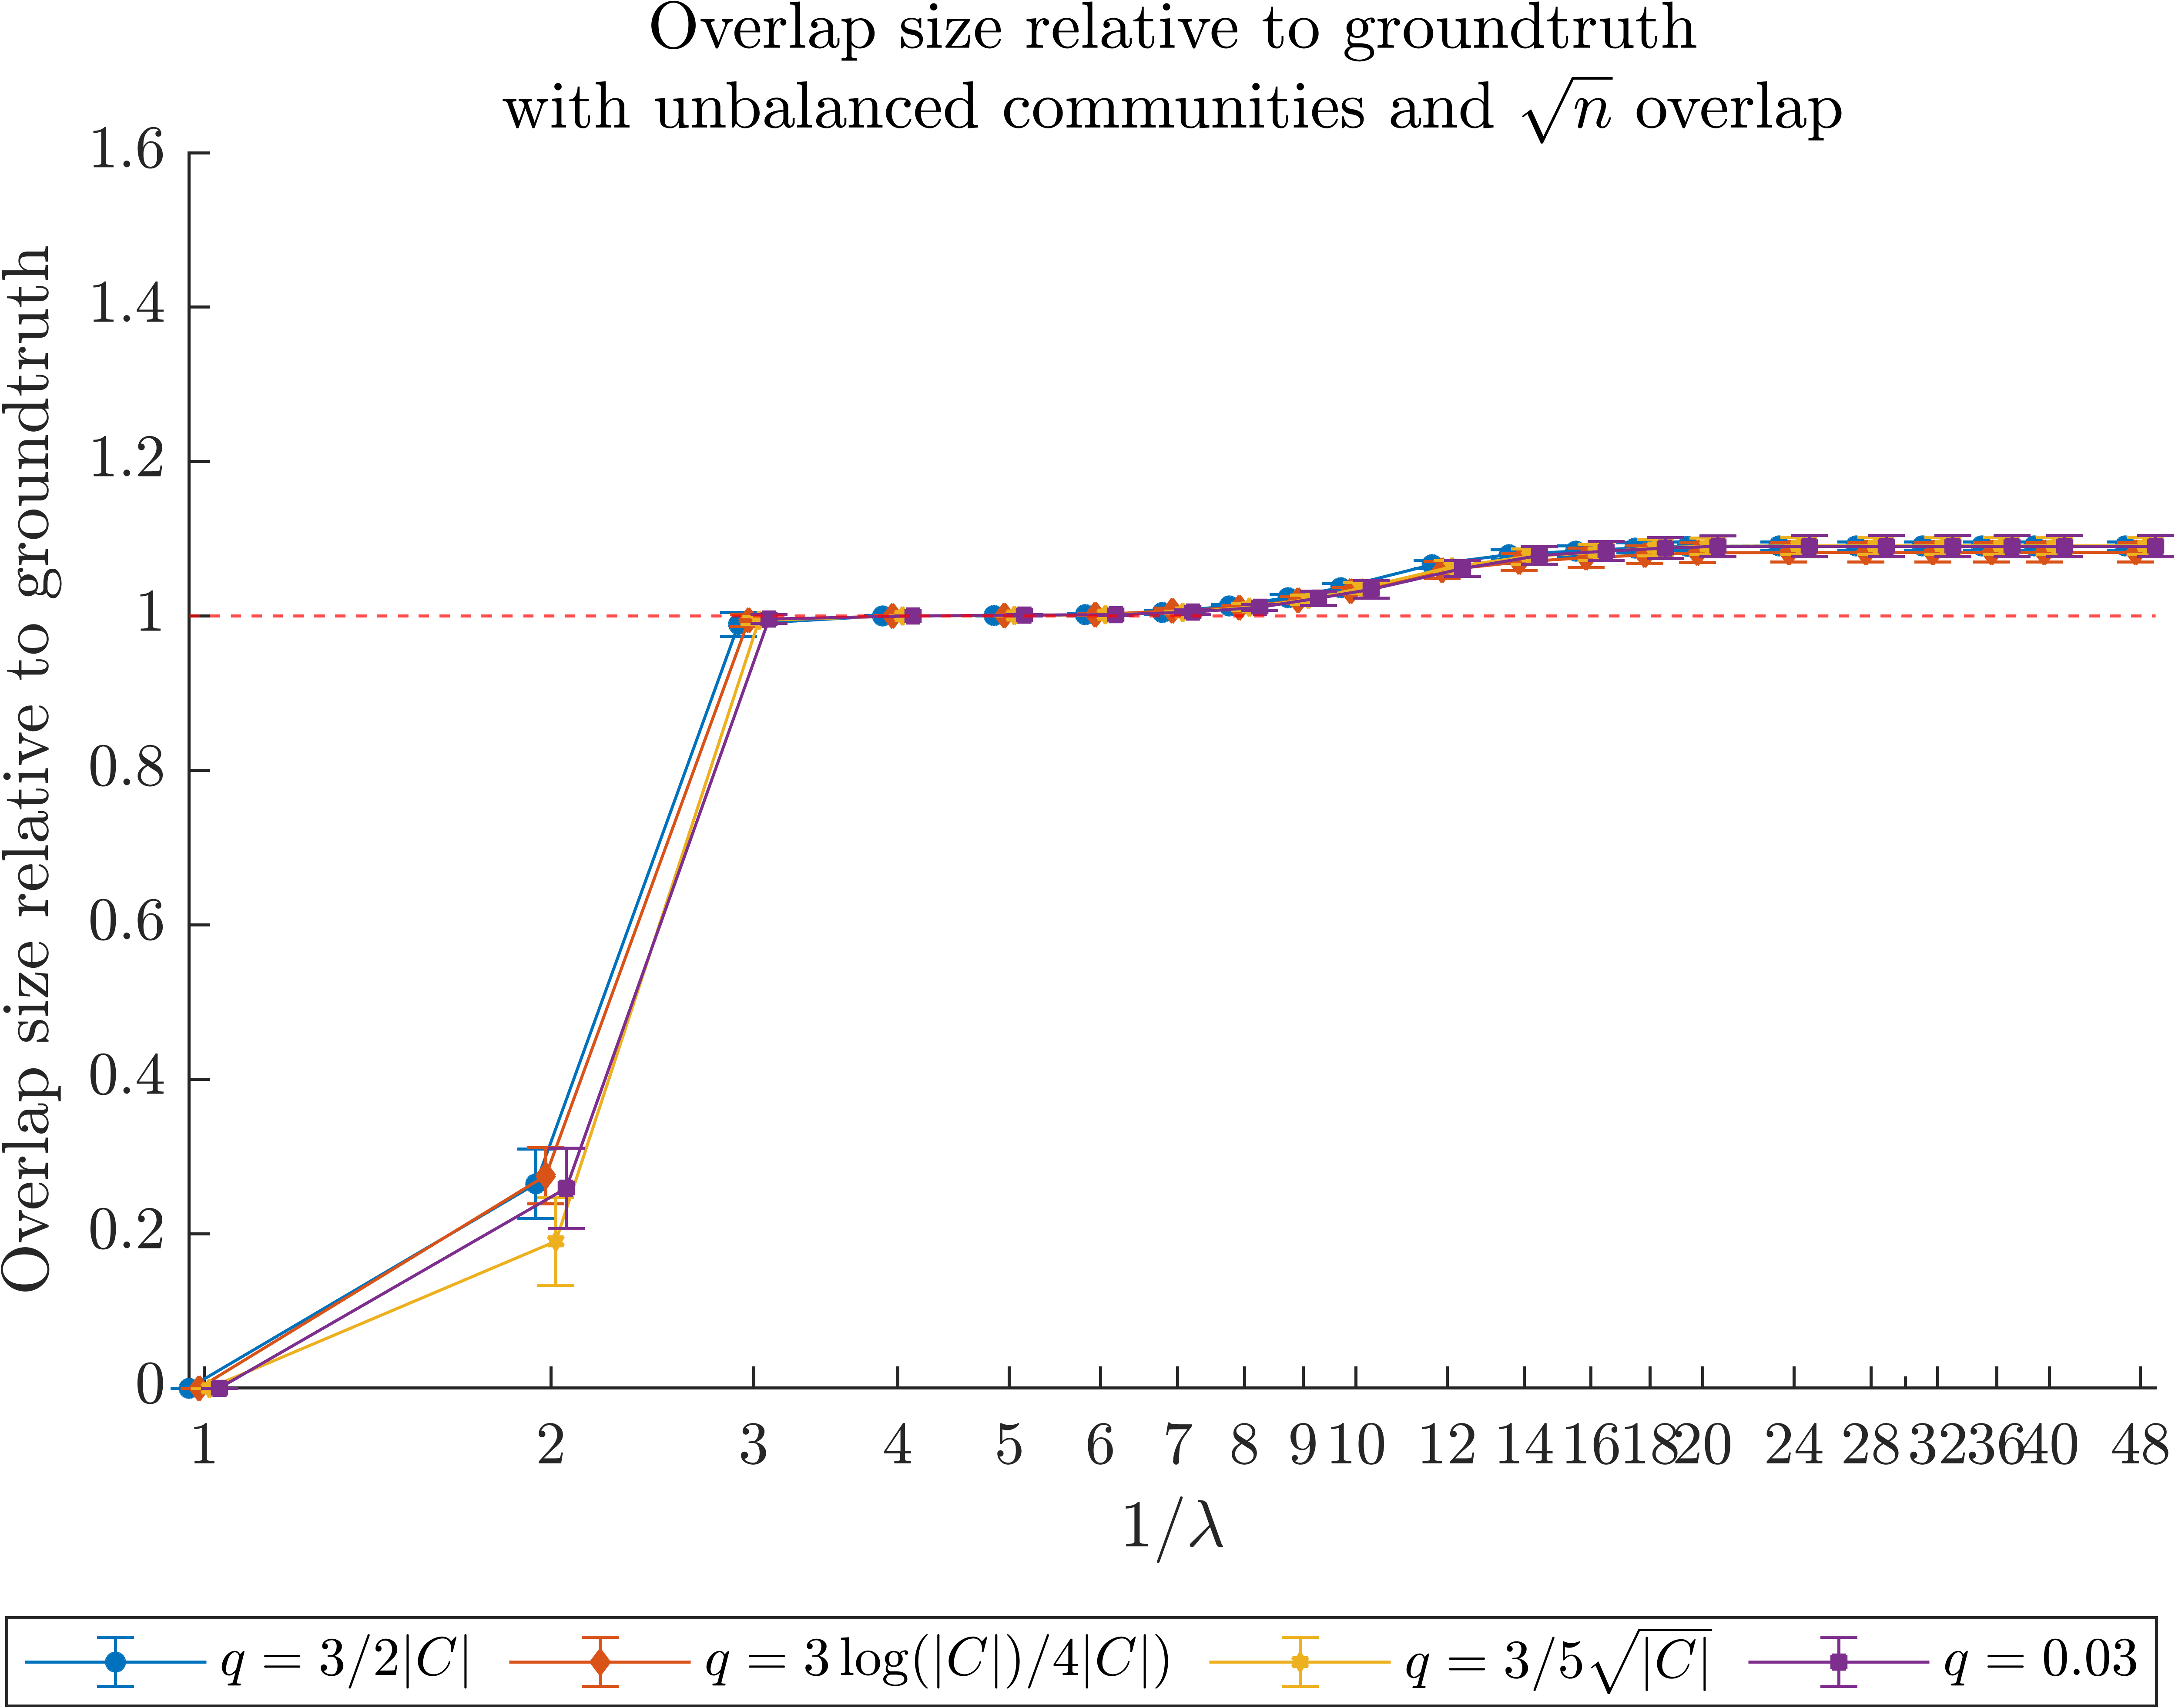 Overlap size relative to groundtruth
with unbalanced communities and √n overlap
Overlap size relative to groundtruth
1.6
1.4
1.2
1
0.8
0.6
0.4
0.2
0
1 2 3 4 5 6 7 8 9 10 12 14 16 18 20 24 28 32 36 40 48
1/λ
q = 3/2|C| q = 3 log(|C|)/4|C|) q = 3/5√|C| q = 0.03